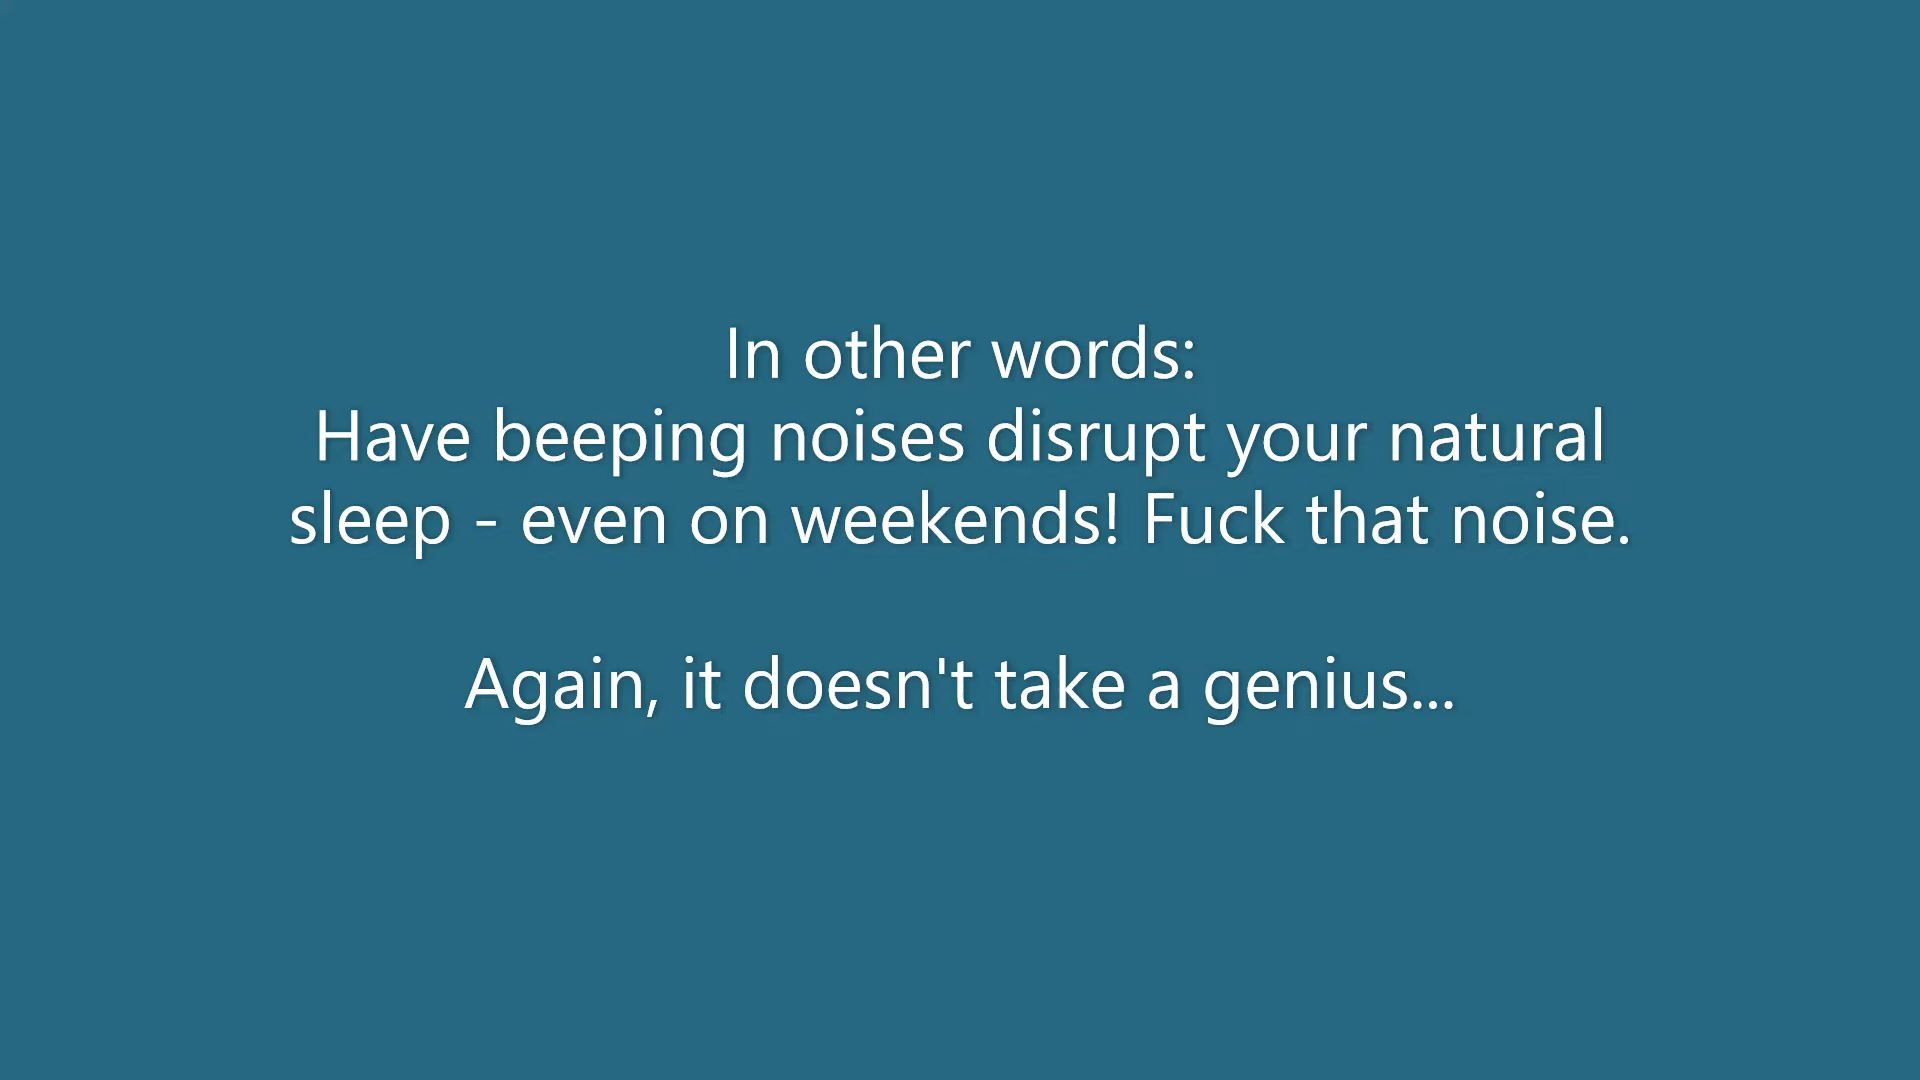 In other words:
Have beeping noises disrupt your natural
sleep - even on weekends! Fuck that noise.
Again, it doesn't take a genius...